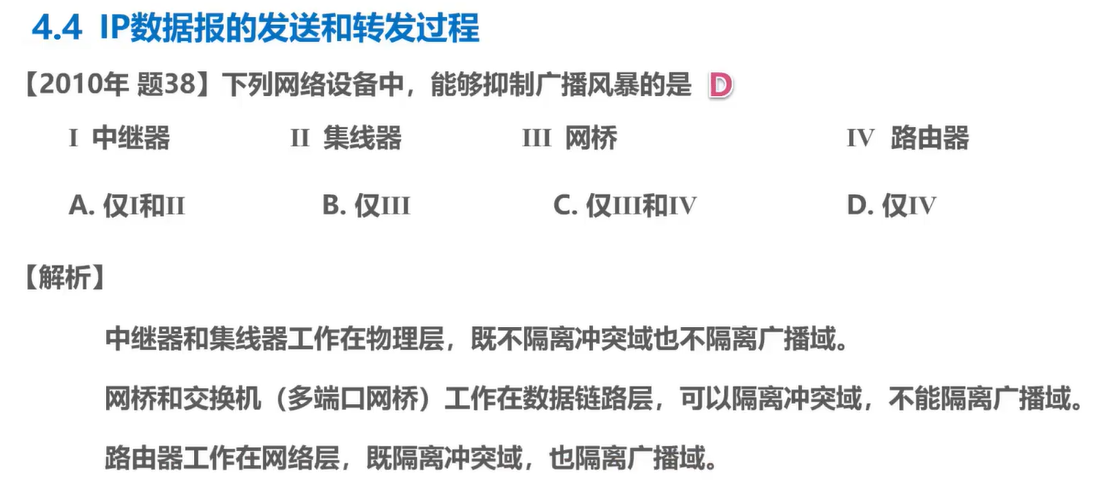 4.4 IP数据报的发送和转发过程
【2010年 题38】下列网络设备中，能够抑制广播风暴的是 D
I 中继器 II 集线器 III 网桥 IV 路由器
A. 仅I和II B. 仅III C. 仅III和IV D. 仅IV
【解析】
中继器和集线器工作在物理层，既不隔离冲突域也不隔离广播域。
网桥和交换机（多端口网桥）工作在数据链路层，可以隔离冲突域，不能隔离广播域。
路由器工作在网络层，既隔离冲突域，也隔离广播域。